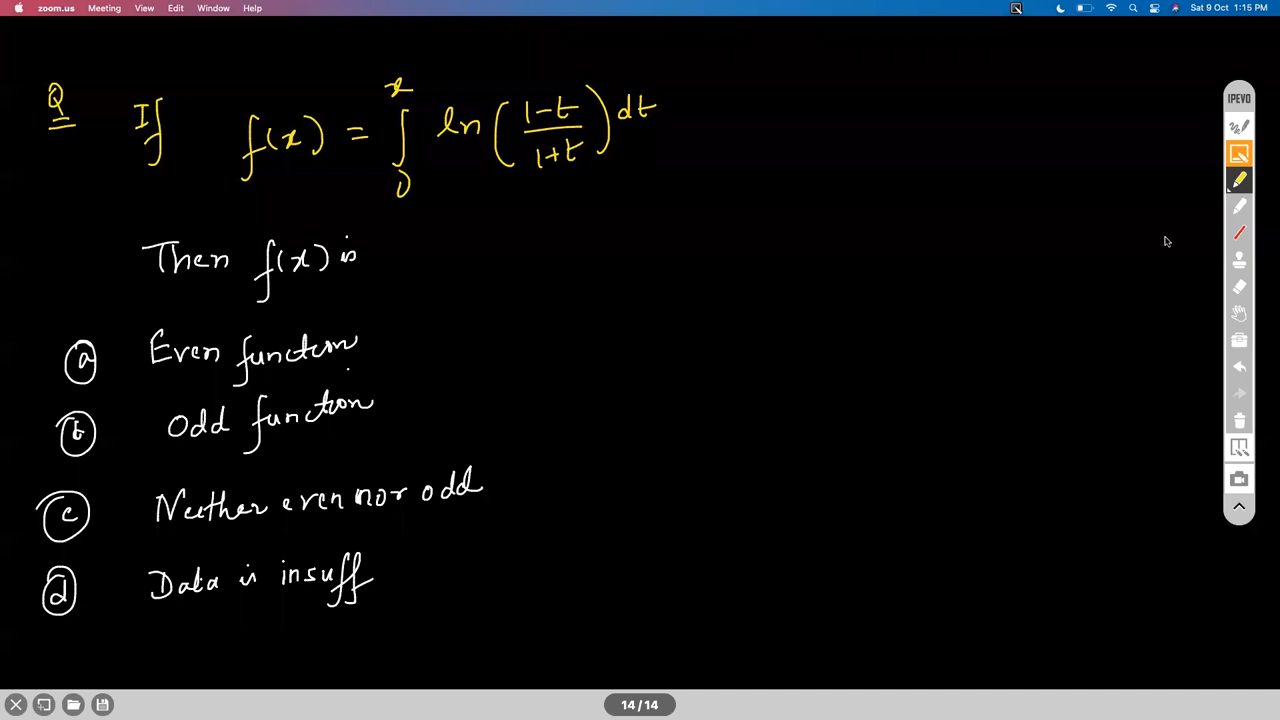 zoom.us Meeting View Edit Window Help Sat 9 Oct 1:15 PM
IPEVO
Q If f(x) = ∫₀ˣ ln((1-t)/(1+t)) dt
Then f(x) is
(a) Even function
(b) Odd function
(c) Neither even nor odd
(d) Data is insuff
14/14